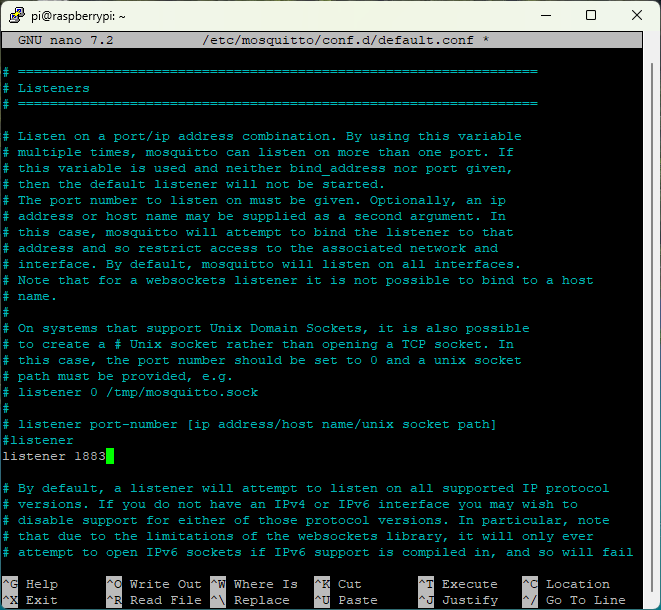 pi@raspberrypi: ~
GNU nano 7.2 /etc/mosquitto/conf.d/default.conf *
# =================================================================
# Listeners
# =================================================================
# Listen on a port/ip address combination. By using this variable
# multiple times, mosquitto can listen on more than one port. If
# this variable is used and neither bind_address nor port given,
# then the default listener will not be started.
# The port number to listen on must be given. Optionally, an ip
# address or host name may be supplied as a second argument. In
# this case, mosquitto will attempt to bind the listener to that
# address and so restrict access to the associated network and
# interface. By default, mosquitto will listen on all interfaces.
# Note that for a websockets listener it is not possible to bind to a host
# name.
#
# On systems that support Unix Domain Sockets, it is also possible
# to create a # Unix socket rather than opening a TCP socket. In
# this case, the port number should be set to 0 and a unix socket
# path must be provided, e.g.
# listener 0 /tmp/mosquitto.sock
#
# listener port-number [ip address/host name/unix socket path]
#listener
listener 1883
# By default, a listener will attempt to listen on all supported IP protocol
# versions. If you do not have an IPv4 or IPv6 interface you may wish to
# disable support for either of those protocol versions. In particular, note
# that due to the limitations of the websockets library, it will only ever
# attempt to open IPv6 sockets if IPv6 support is compiled in, and so will fail
^G Help ^O Write Out ^W Where Is ^K Cut ^T Execute ^C Location
^X Exit ^R Read File ^\ Replace ^U Paste ^J Justify ^/ Go To Line